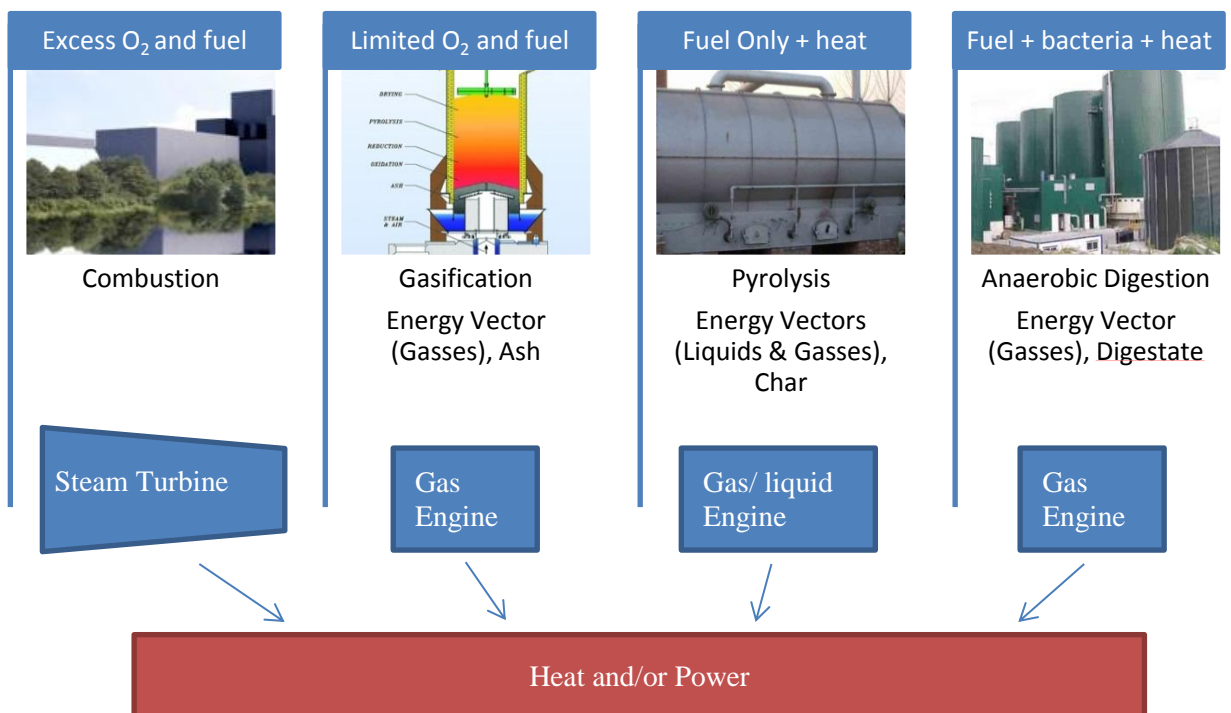 Excess O₂ and fuel
Limited O₂ and fuel
Fuel Only + heat
Fuel + bacteria + heat
DRYING
PYROLYSIS
REDUCTION
OXIDATION
ASH
STEAM
& AIR
Combustion
Gasification
Energy Vector
(Gasses), Ash
Pyrolysis
Energy Vectors
(Liquids & Gasses),
Char
Anaerobic Digestion
Energy Vector
(Gasses), Digestate
Steam Turbine
Gas
Engine
Gas/ liquid
Engine
Gas
Engine
Heat and/or Power